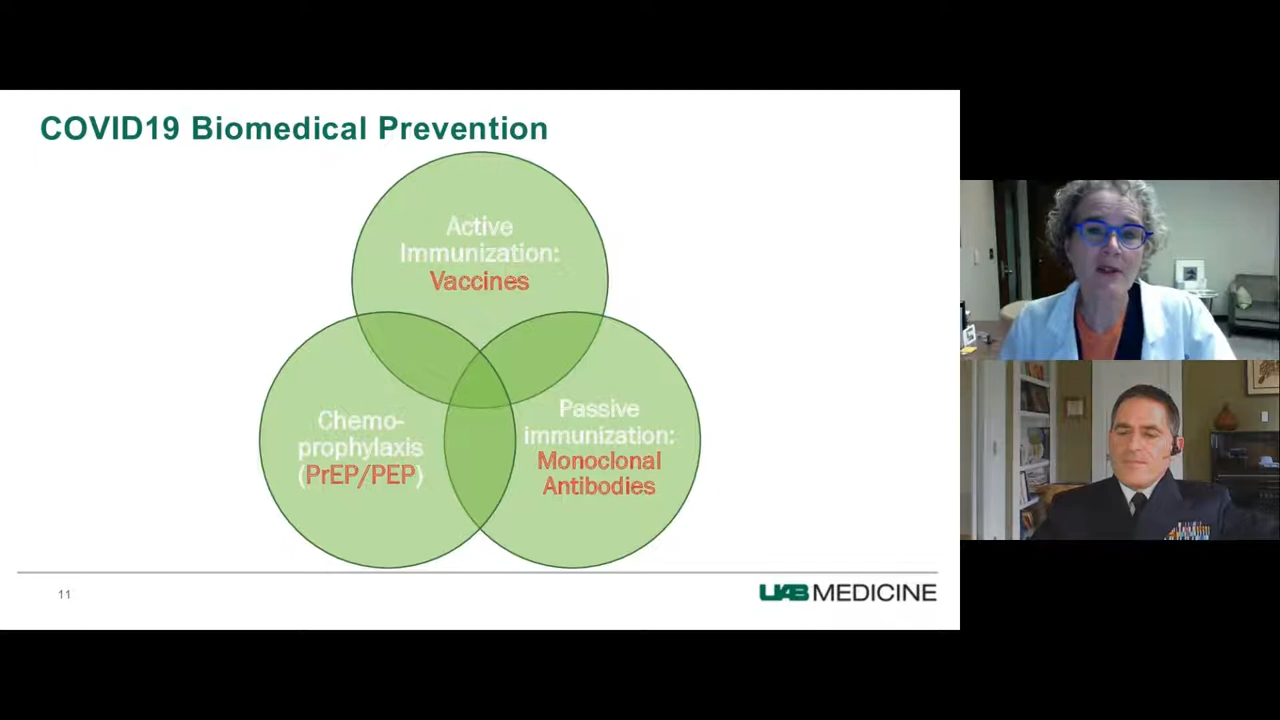 COVID19 Biomedical Prevention
Active
Immunization:
Vaccines
Chemo-
prophylaxis
(PrEP/PEP)
Passive
immunization:
Monoclonal
Antibodies
11
UAB MEDICINE